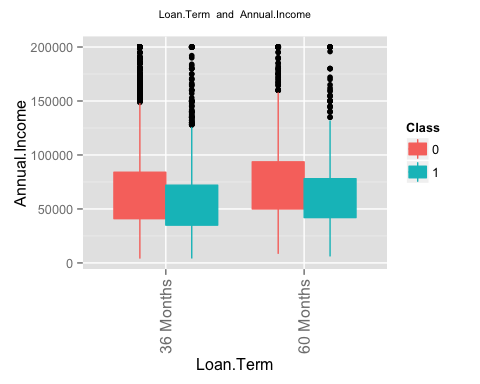 Loan.Term and Annual.Income
200000
150000
100000
50000
0
Annual.Income
36 Months
60 Months
Loan.Term
Class
0
1